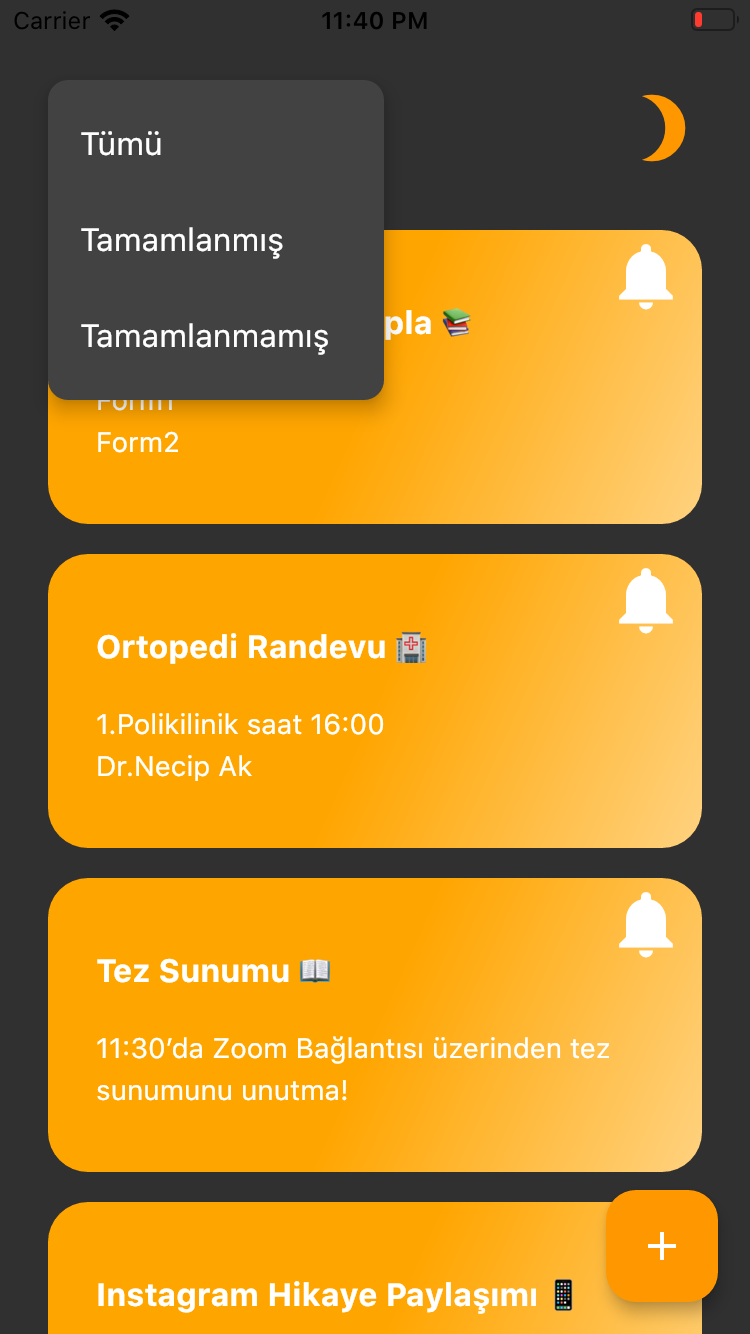 Carrier 11:40 PM
Tümü
Tamamlanmış
Tamamlanmamış
pla 📚
Form1
Form2
Ortopedi Randevu 🏥
1.Polikilinik saat 16:00
Dr.Necip Ak
Tez Sunumu 📖
11:30’da Zoom Bağlantısı üzerinden tez
sunumunu unutma!
+
Instagram Hikaye Paylaşımı 📱